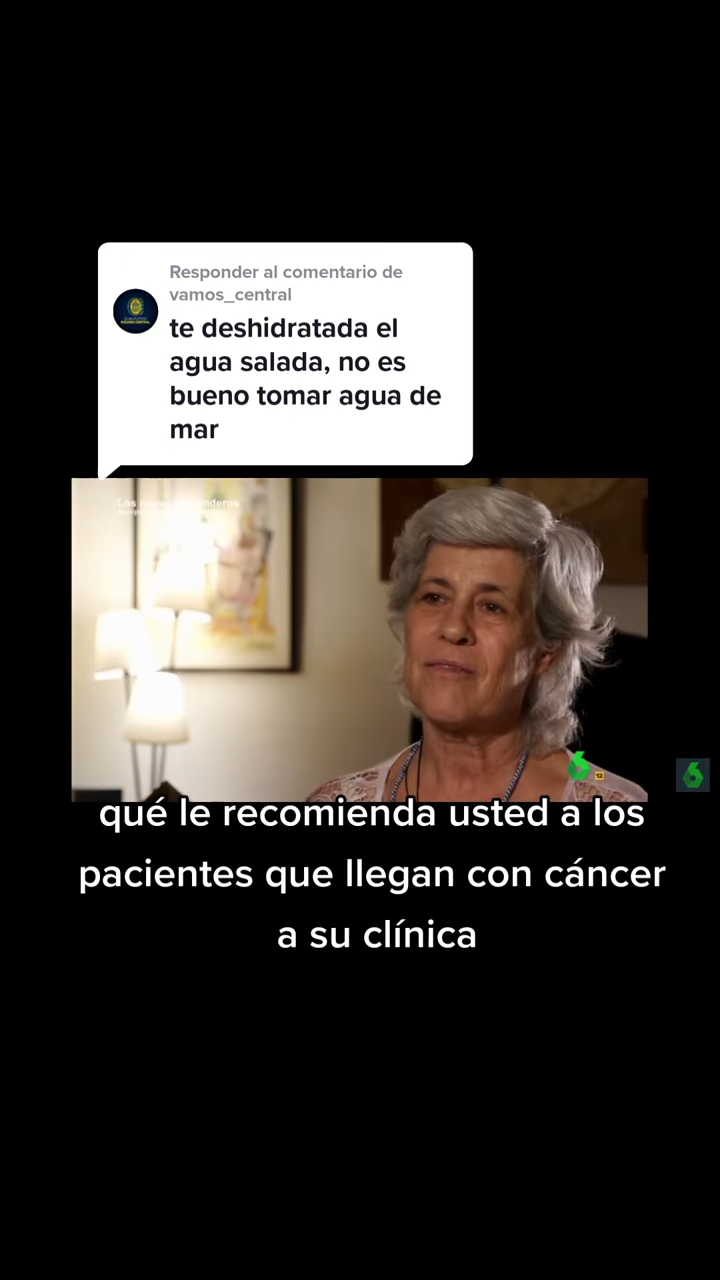 Responder al comentario de
vamos_central
te deshidratada el
agua salada, no es
bueno tomar agua de
mar
qué le recomienda usted a los
pacientes que llegan con cáncer
a su clínica